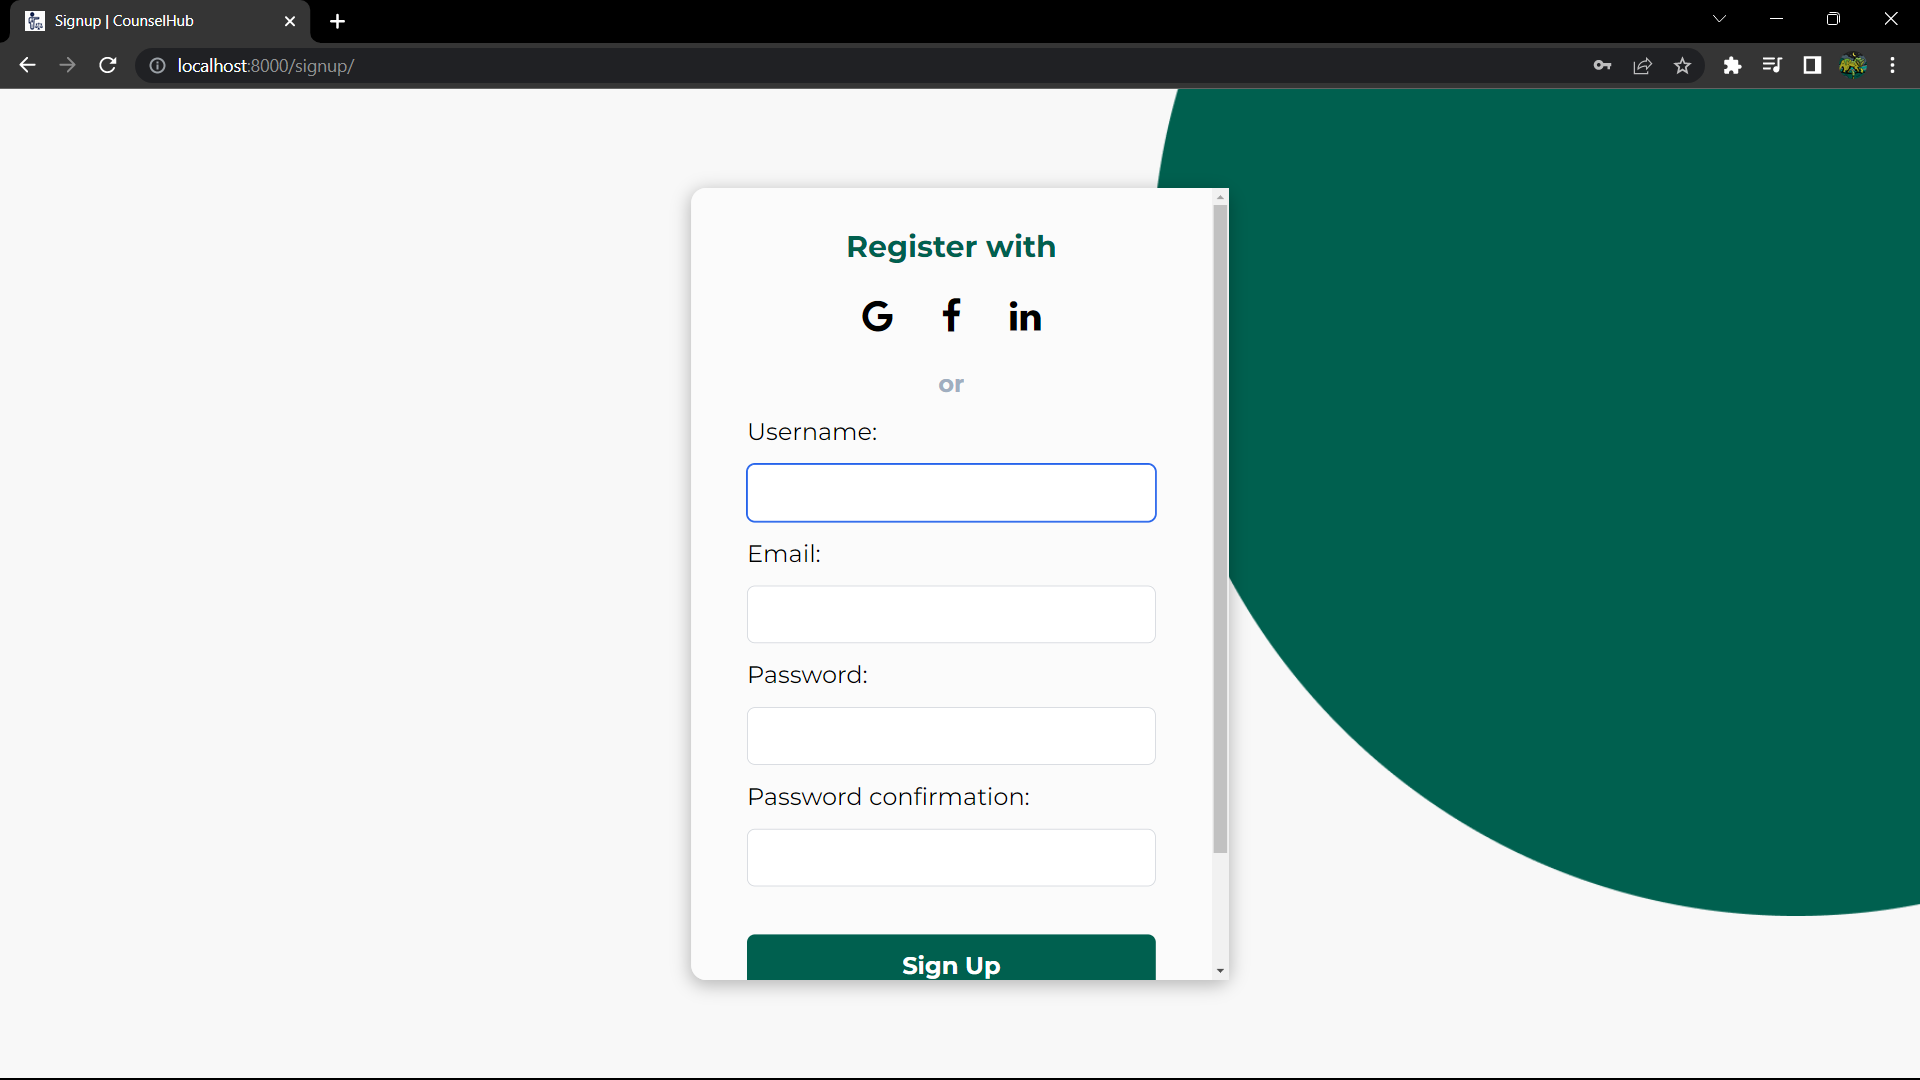 Signup | CounselHub
localhost:8000/signup/
Register with
G f in
or
Username:
Email:
Password:
Password confirmation:
Sign Up